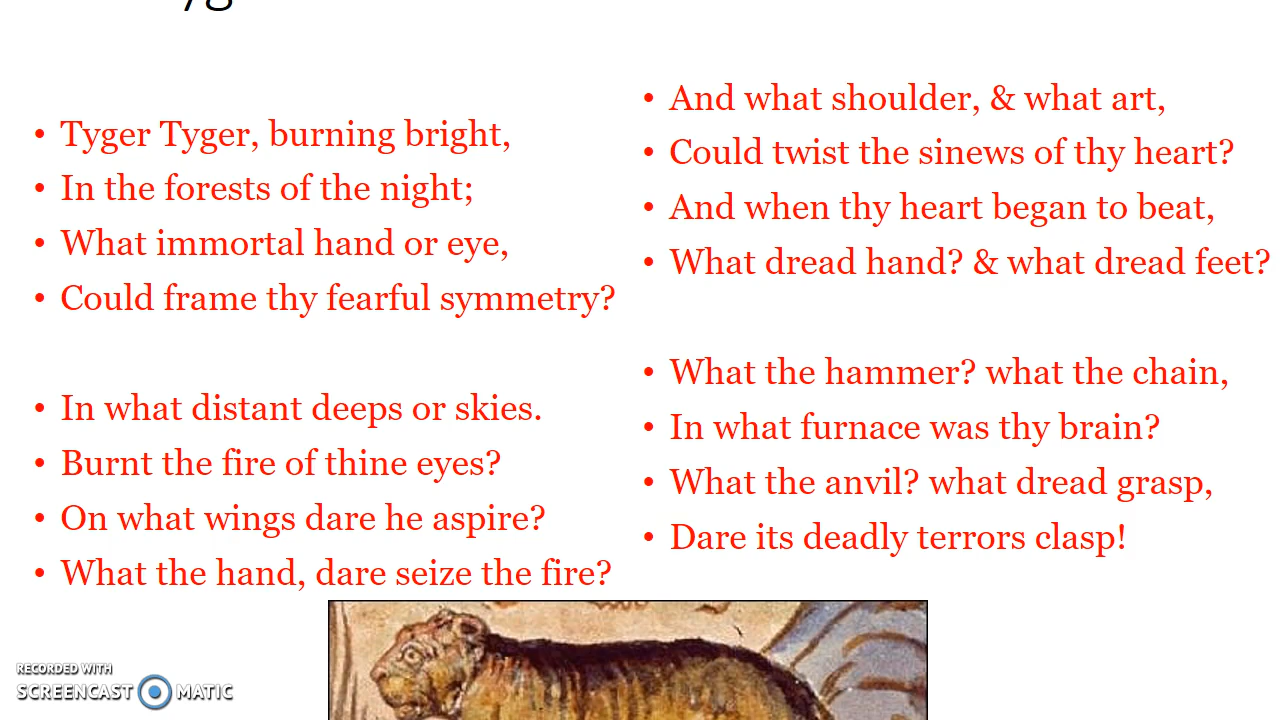 Tyger Tyger, burning bright,
In the forests of the night;
What immortal hand or eye,
Could frame thy fearful symmetry?
In what distant deeps or skies.
Burnt the fire of thine eyes?
On what wings dare he aspire?
What the hand, dare seize the fire?
And what shoulder, & what art,
Could twist the sinews of thy heart?
And when thy heart began to beat,
What dread hand? & what dread feet?
What the hammer? what the chain,
In what furnace was thy brain?
What the anvil? what dread grasp,
Dare its deadly terrors clasp!
RECORDED WITH
SCREENCAST MATIC